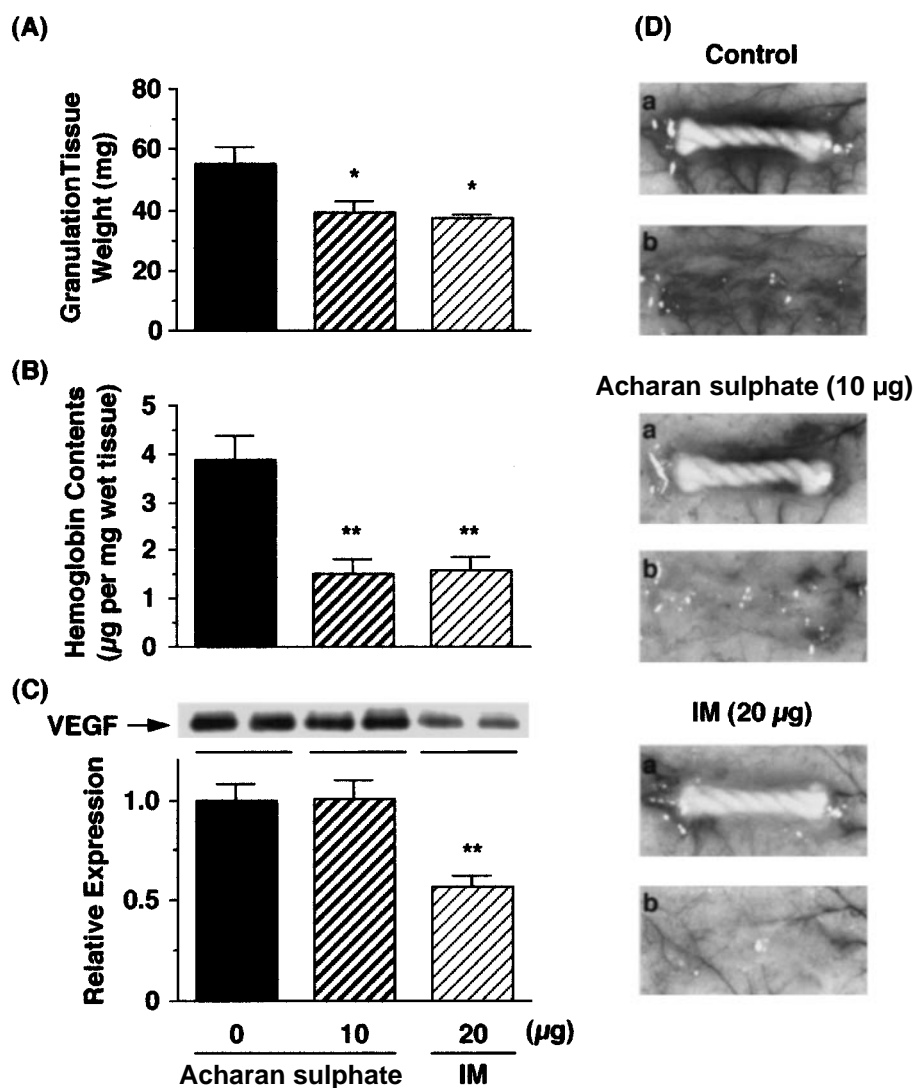 (A)
GranulationTissue
Weight (mg)
80
60
40
20
0
*
*
(B)
Hemoglobin Contents
(µg per mg wet tissue)
5
4
3
2
1
0
**
**
(C)
VEGF
Relative Expression
1.0
0.5
0
**
0 10 20 (µg)
Acharan sulphate IM
(D)
Control
a
b
Acharan sulphate (10 µg)
a
b
IM (20 µg)
a
b